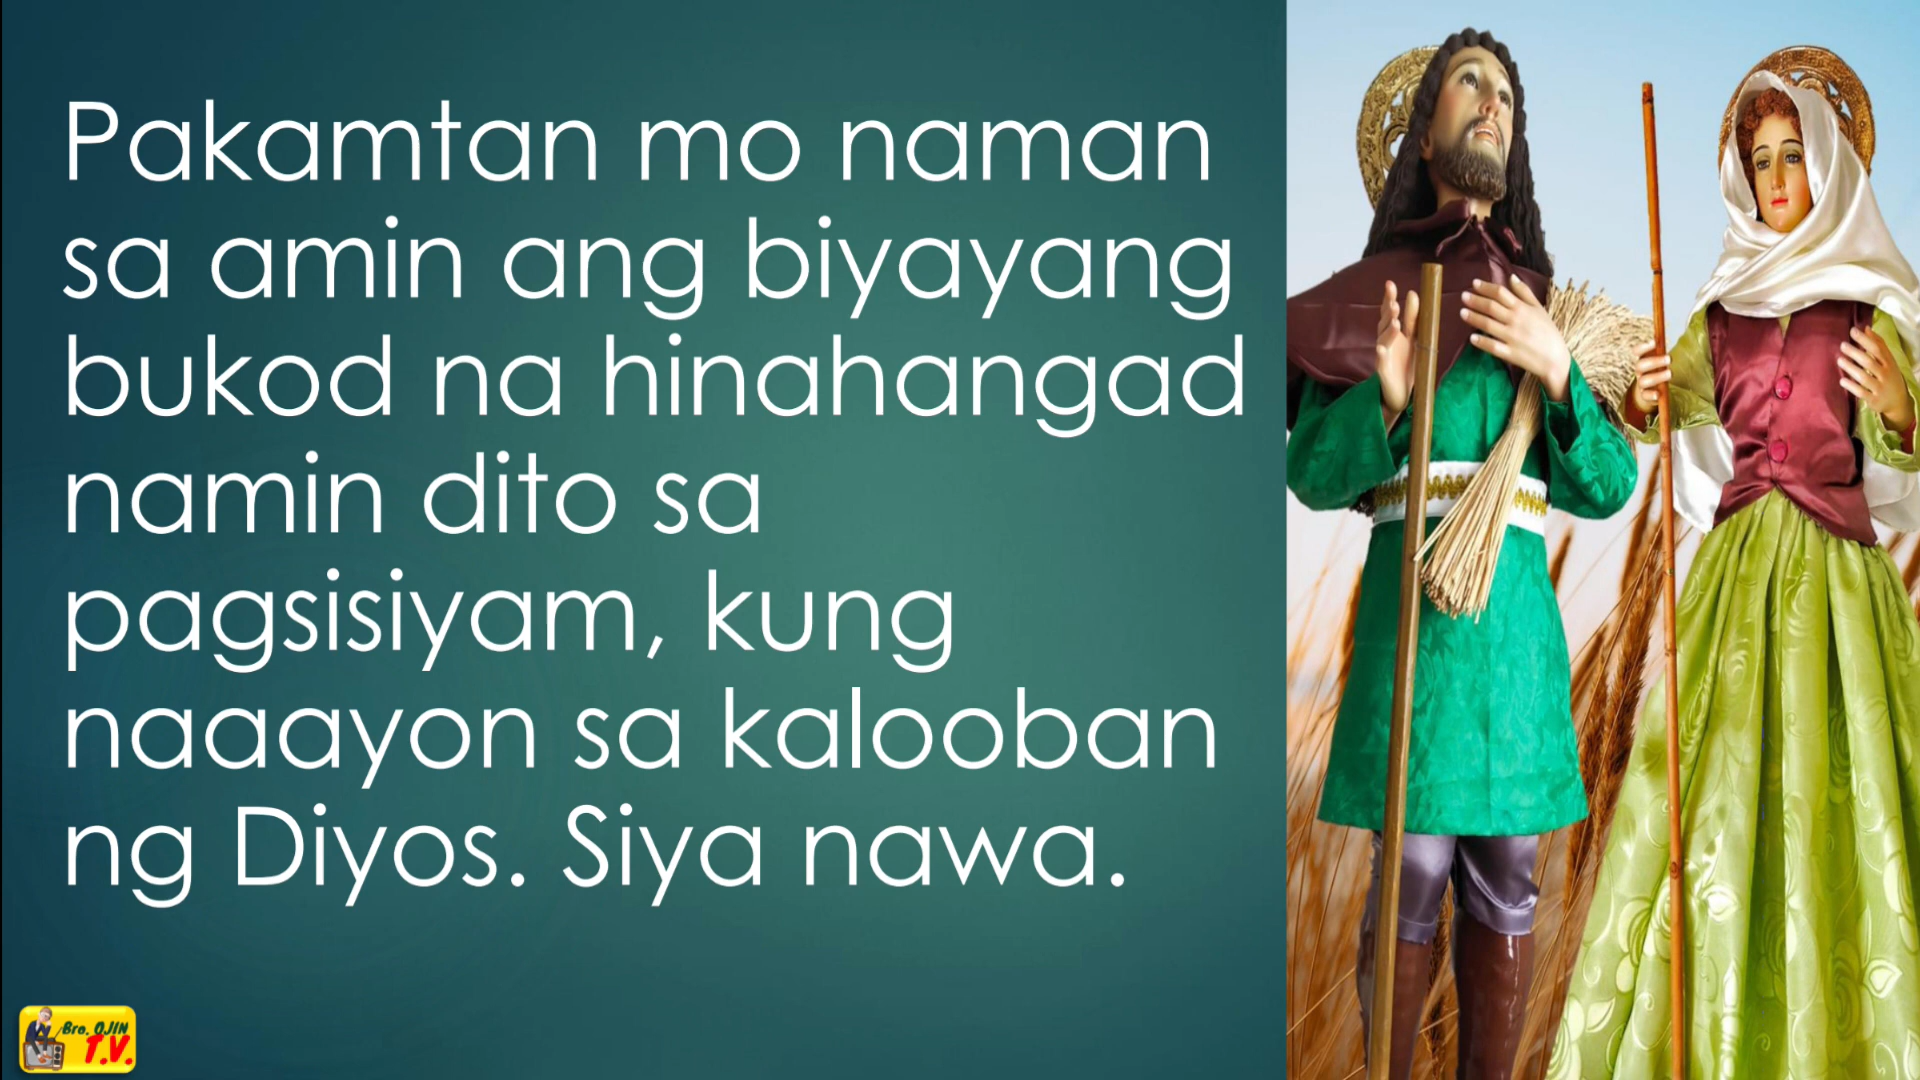 Pakamtan mo naman
sa amin ang biyayang
bukod na hinahangad
namin dito sa
pagsisiyam, kung
naaayon sa kalooban
ng Diyos. Siya nawa.
Bro. OJIN
T.V.